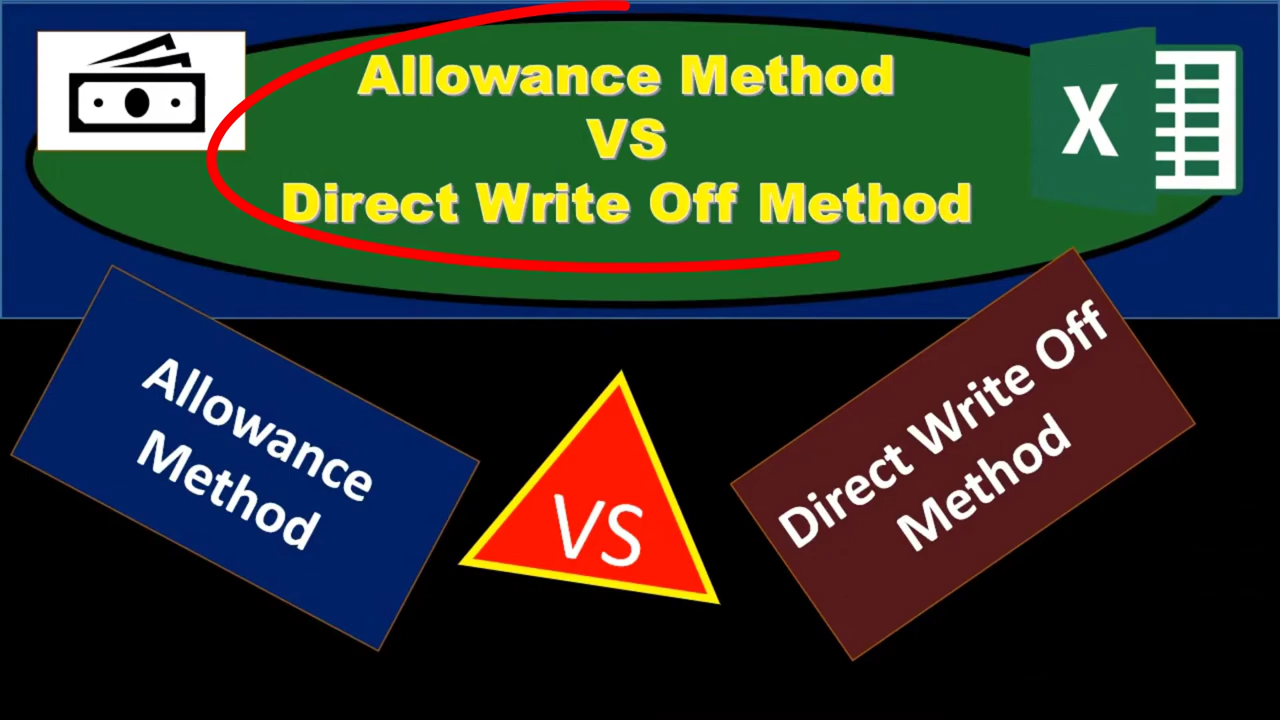 Allowance Method
VS
Direct Write Off Method
X
Allowance
Method
VS
Direct Write Off
Method